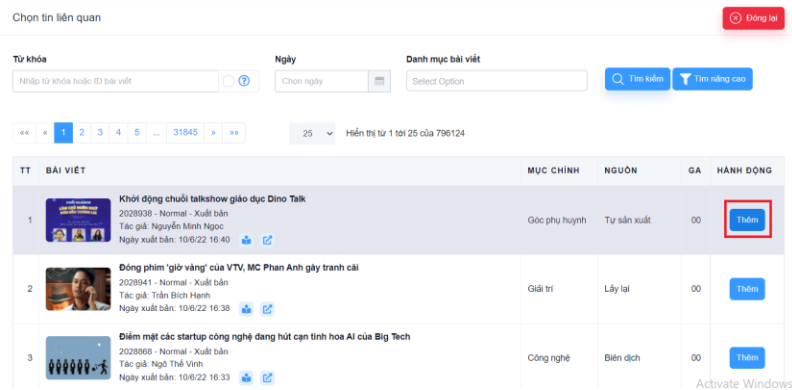 Chọn tin liên quan
Đóng lại
Từ khóa
Ngày
Danh mục bài viết
Nhập từ khóa hoặc ID bài viết
Chọn ngày
Select Option
Tìm kiếm
Tìm nâng cao
«« « 1 2 3 4 5 ... 31845 » »»
25
Hiển thị từ 1 tới 25 của 796124
TT BÀI VIẾT MỤC CHÍNH NGUỒN GA HÀNH ĐỘNG
Khởi động chuỗi talkshow giáo dục Dino Talk
2028938 - Normal - Xuất bản
1 Góc phụ huynh Tự sản xuất 00 Thêm
Tác giả: Nguyễn Minh Ngọc
Ngày xuất bản: 10/6/22 16:40
Đóng phim 'giờ vàng' của VTV, MC Phan Anh gây tranh cãi
2028941 - Normal - Xuất bản
2 Giải trí Lấy lại 00 Thêm
Tác giả: Trần Bích Hạnh
Ngày xuất bản: 10/6/22 16:38
Điểm mặt các startup công nghệ đang hút cạn tinh hoa AI của Big Tech
2028868 - Normal - Xuất bản
3 Công nghệ Biên dịch 00 Thêm
Tác giả: Ngô Thế Vinh
Ngày xuất bản: 10/6/22 16:33
Activate Windows